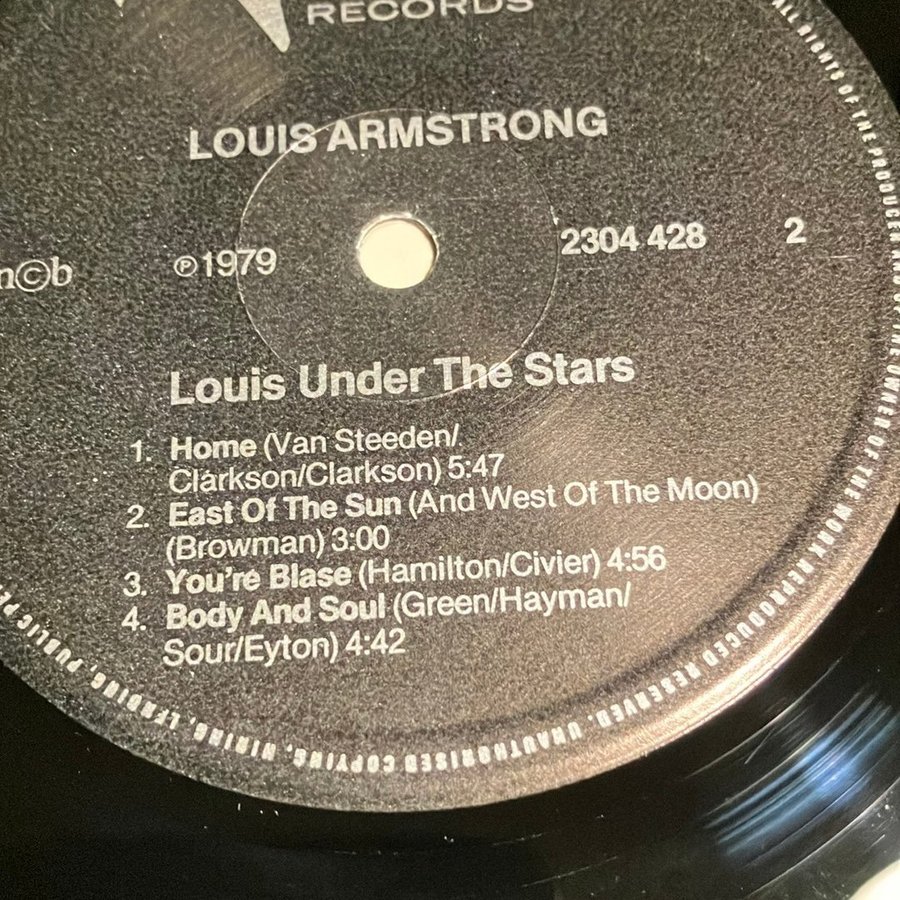 RECORDS
LOUIS ARMSTRONG
n©b
℗1979
2304 428
2
Louis Under The Stars
1. Home (Van Steeden/.
Clarkson/Clarkson) 5:47
2. East Of The Sun (And West Of The Moon)
(Browman) 3:00
3. You're Blase (Hamilton/Civier) 4:56
4. Body And Soul (Green/Hayman/
Sour/Eyton) 4:42
ALL RIGHTS OF THE PRODUCER AND OF THE OWNER OF THE WORK REPRODUCED RESERVED. UNAUTHORISED COPYING, HIRING, LENDING, PUBLIC